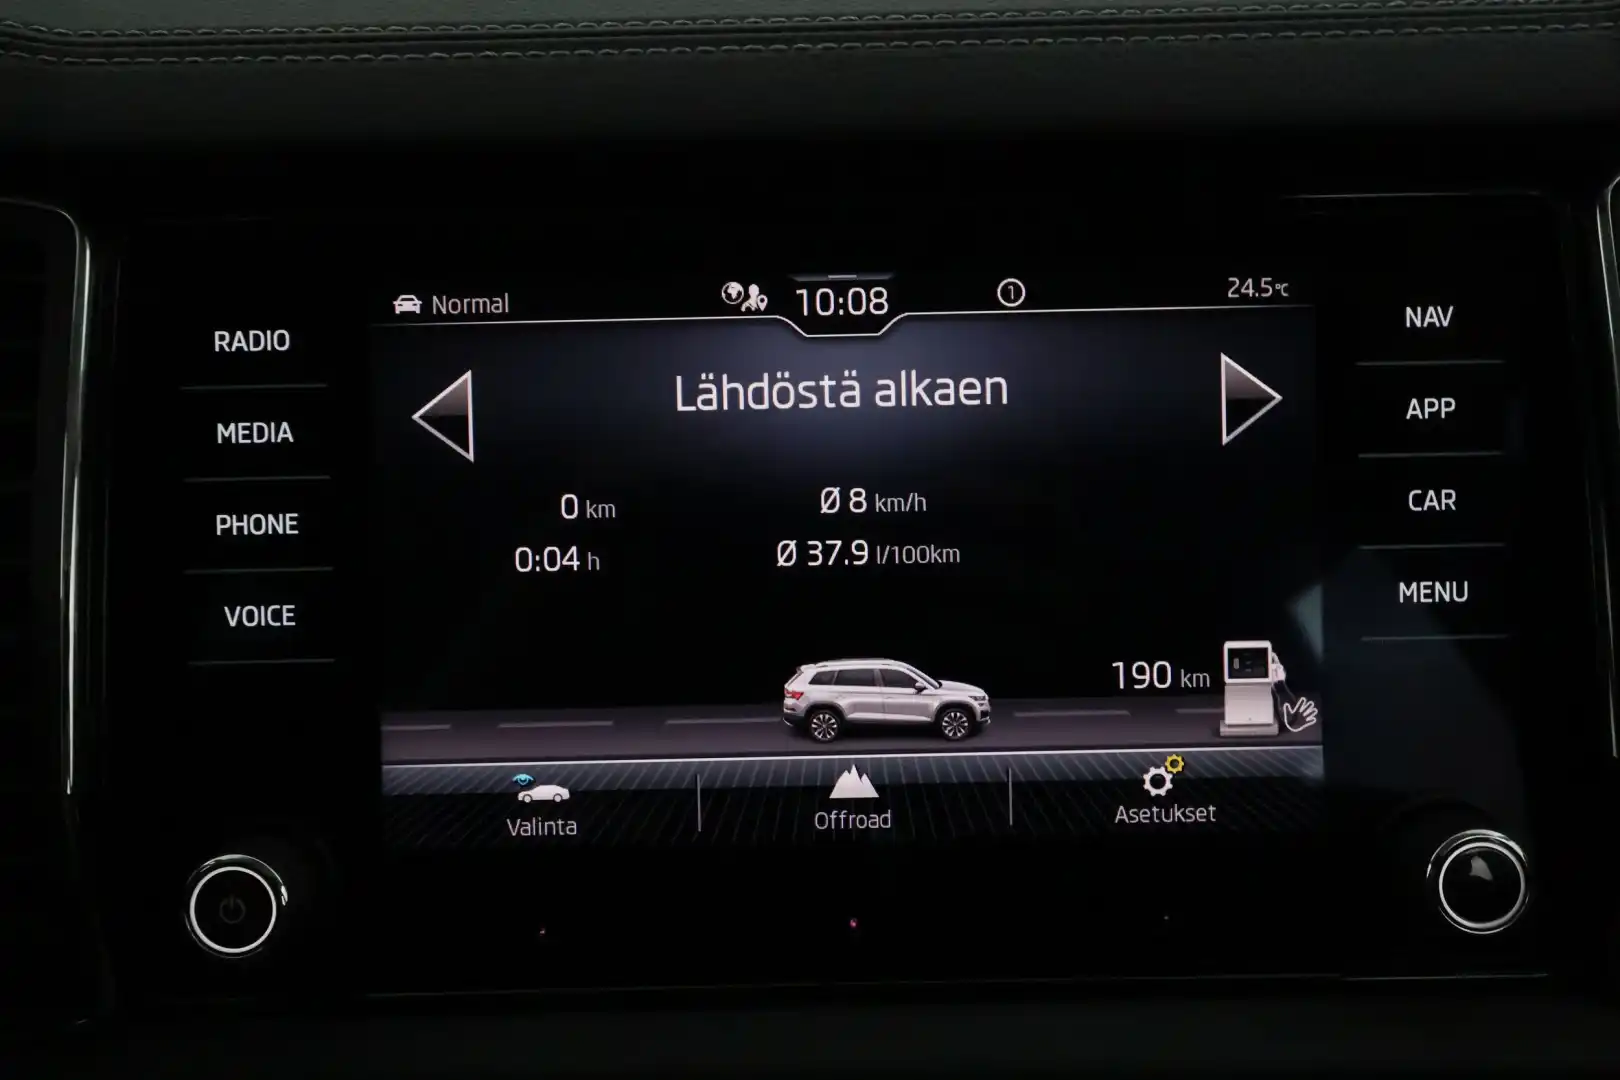 Normal
10:08
1
24.5°C
RADIO
MEDIA
PHONE
VOICE
Lähdöstä alkaen
0 km
Ø 8 km/h
0:04 h
Ø 37.9 l/100km
190 km
Valinta
Offroad
Asetukset
NAV
APP
CAR
MENU